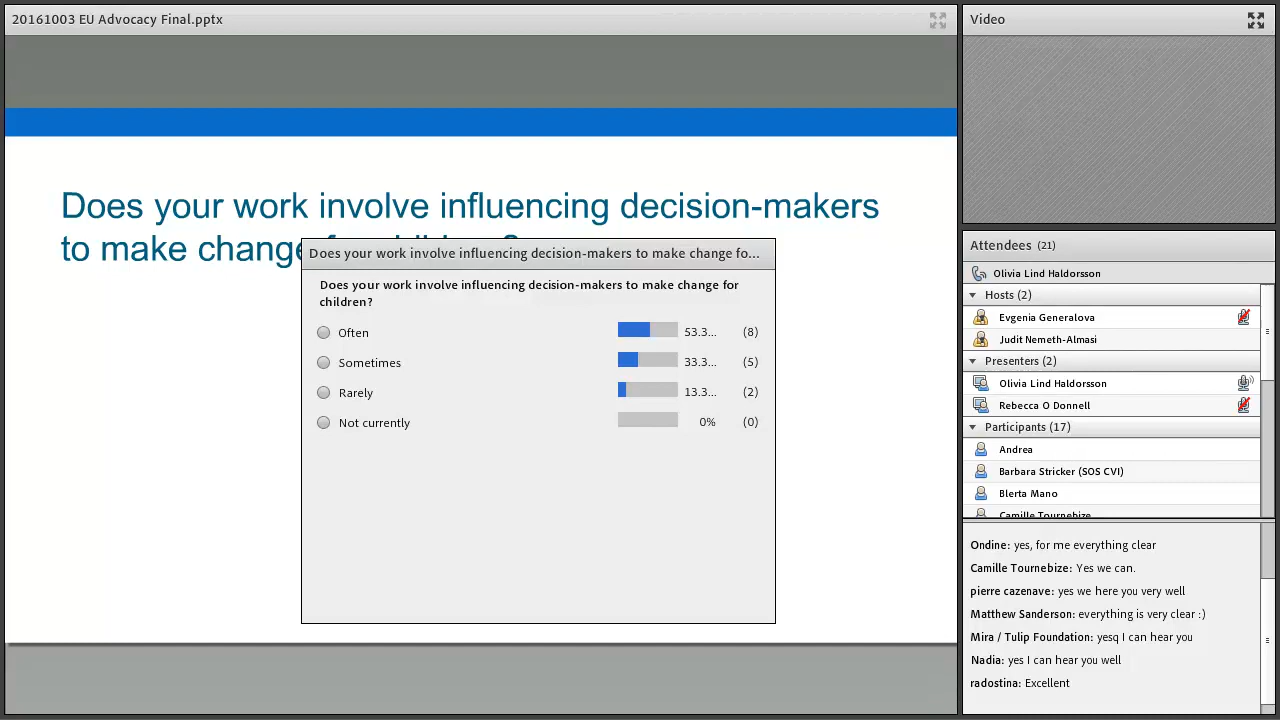 20161003 EU Advocacy Final.pptx
Does your work involve influencing decision-makers
to make change
Does your work involve influencing decision-makers to make change fo...
Does your work involve influencing decision-makers to make change for
children?
Often 53.3... (8)
Sometimes 33.3... (5)
Rarely 13.3... (2)
Not currently 0% (0)
Video
Attendees (21)
Olivia Lind Haldorsson
Hosts (2)
Evgenia Generalova
Judit Nemeth-Almasi
Presenters (2)
Olivia Lind Haldorsson
Rebecca O Donnell
Participants (17)
Andrea
Barbara Stricker (SOS CVI)
Blerta Mano
Camille Tournebize
Ondine: yes, for me everything clear
Camille Tournebize: Yes we can.
pierre cazenave: yes we here you very well
Matthew Sanderson: everything is very clear :)
Mira / Tulip Foundation: yesq I can hear you
Nadia: yes I can hear you well
radostina: Excellent